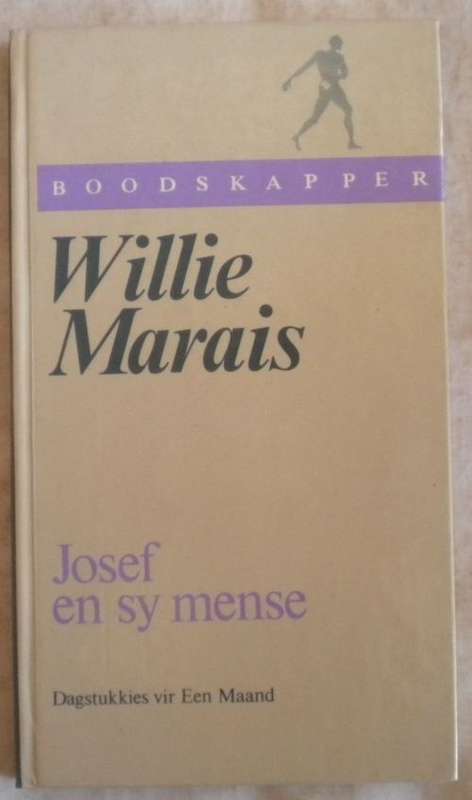 BOODSKAPPER
Willie
Marais
Josef
en sy mense
Dagstukkies vir Een Maand